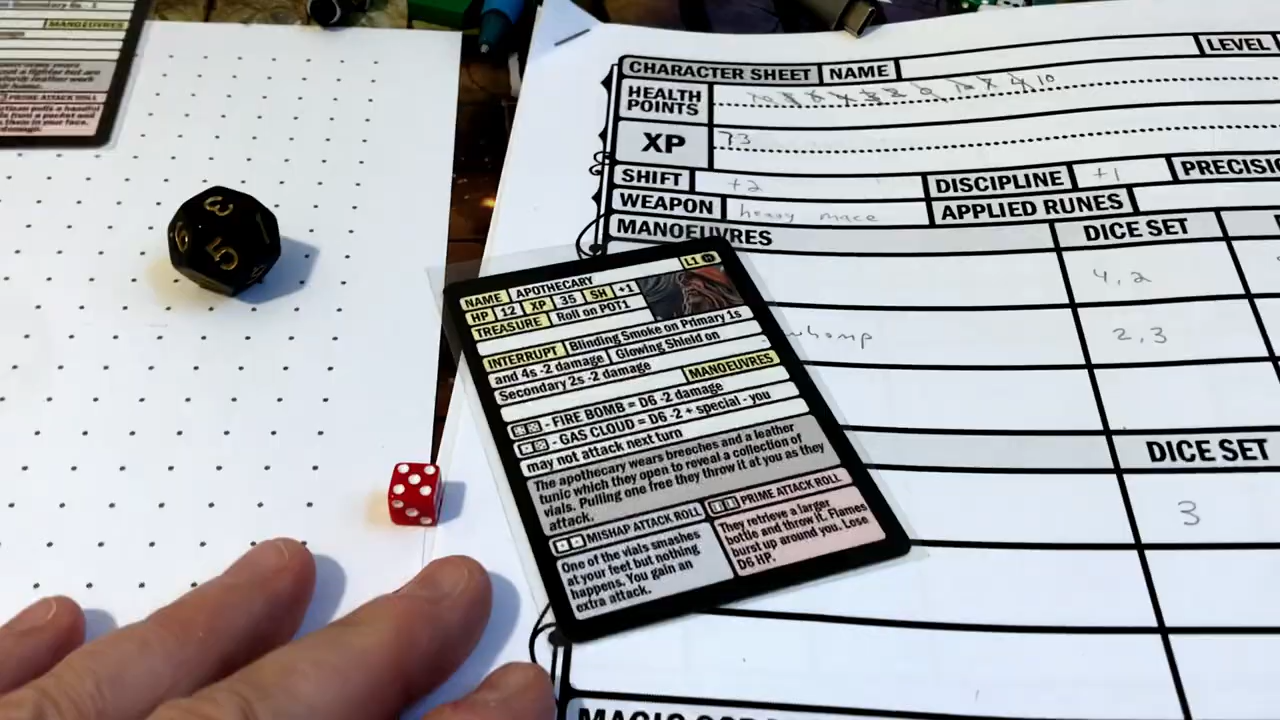 MANOEUVRES
PRIME ATTACK ROLL
CHARACTER SHEET NAME LEVEL
HEALTH POINTS 10
XP 73
SHIFT +2 DISCIPLINE +1 PRECISIO
WEAPON heavy mace APPLIED RUNES
MANOEUVRES DICE SET
4,2
whomp 2,3
DICE SET
3
L1
NAME APOTHECARY
HP 12 XP 35 SH +1
TREASURE Roll on POT1
INTERRUPT Blinding Smoke on Primary 1s
and 4s -2 damage Glowing Shield on
Secondary 2s -2 damage
MANOEUVRES
- FIRE BOMB = D6 -2 damage
- GAS CLOUD = D6 -2 + special - you
may not attack next turn
The apothecary wears breeches and a leather
tunic which they open to reveal a collection of
vials. Pulling one free they throw it at you as they
attack.
MISHAP ATTACK ROLL
One of the vials smashes
at your feet but nothing
happens. You gain an
extra attack.
PRIME ATTACK ROLL
They retrieve a larger
bottle and throw it. Flames
burst up around you. Lose
D6 HP.
3
5